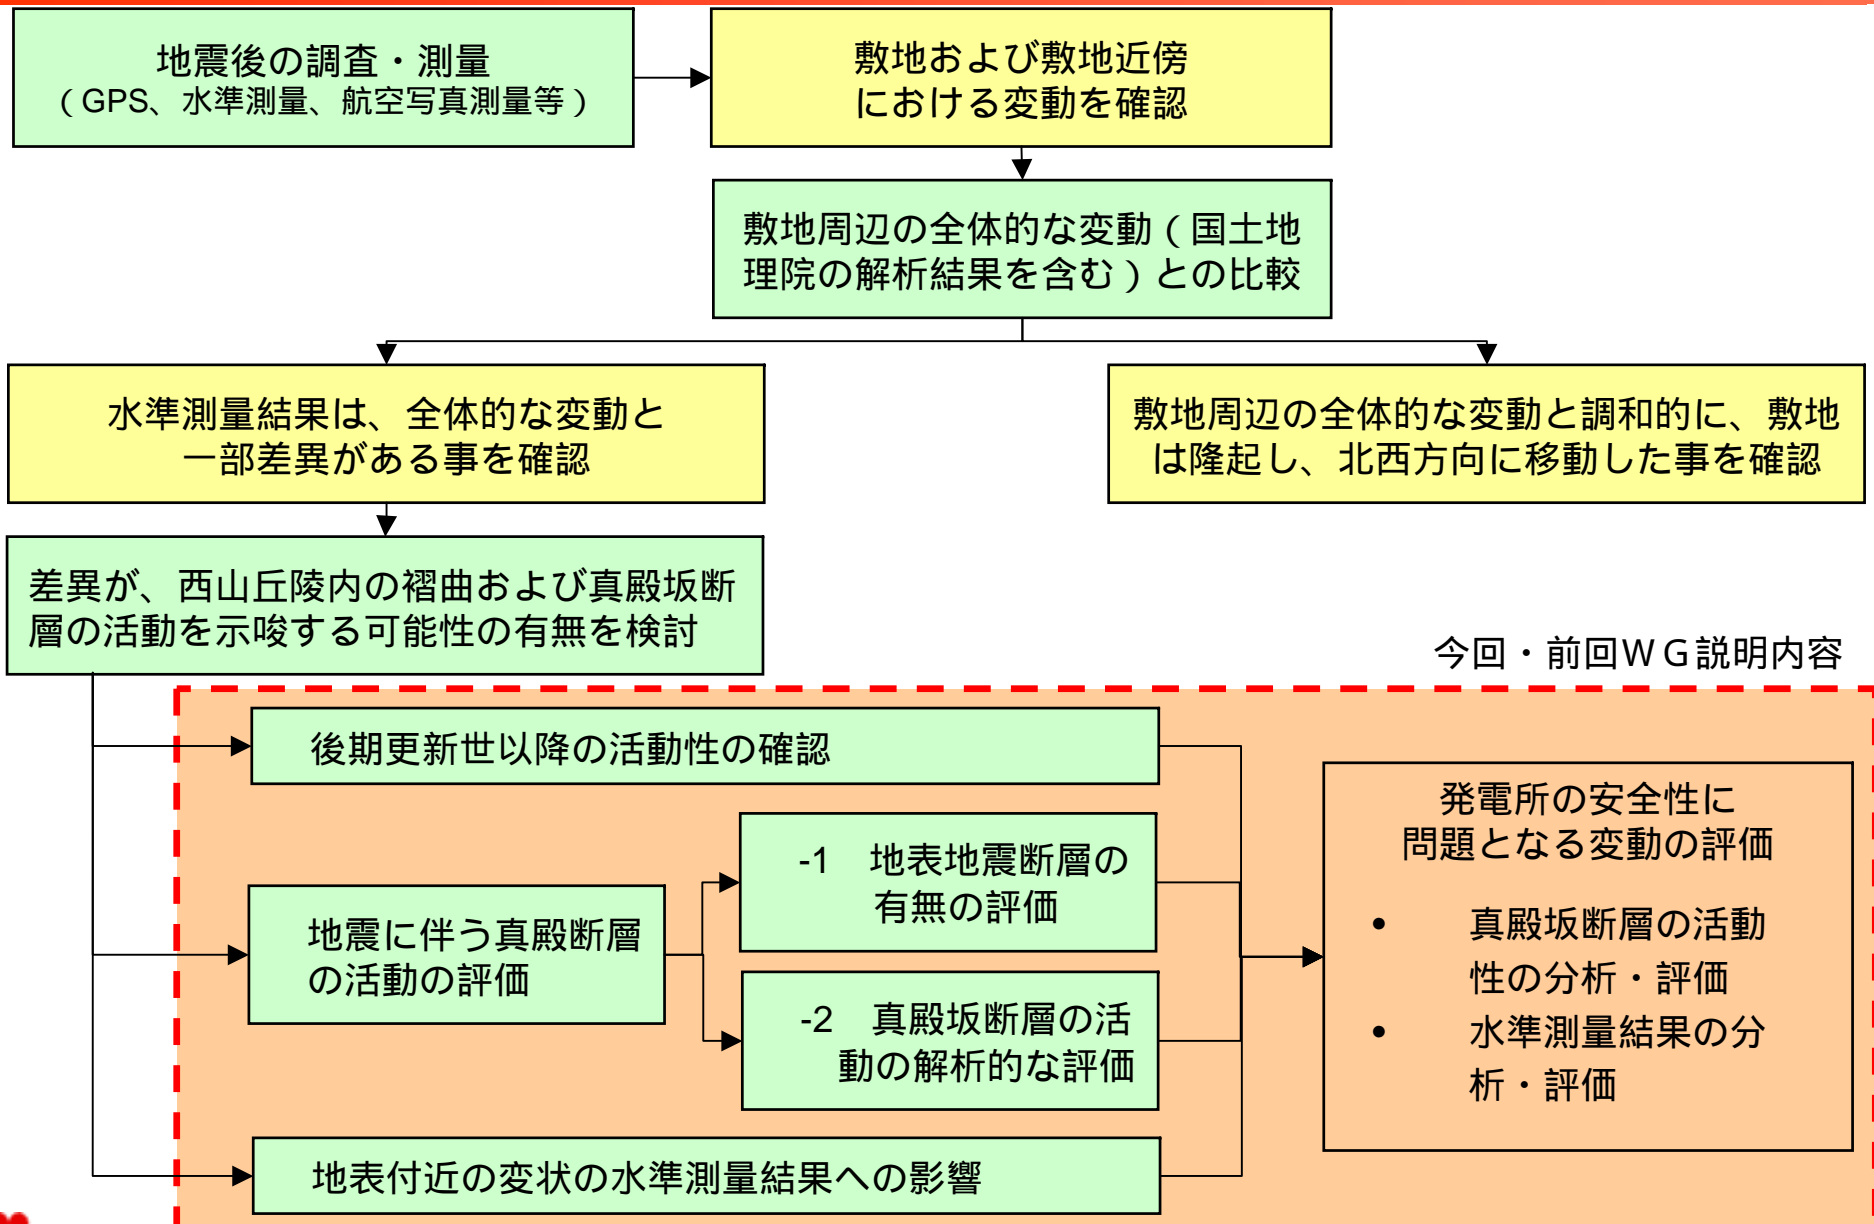 地震後の調査・測量
（GPS、水準測量、航空写真測量等）
敷地および敷地近傍
における変動を確認
敷地周辺の全体的な変動（国土地
理院の解析結果を含む）との比較
水準測量結果は、全体的な変動と
一部差異がある事を確認
敷地周辺の全体的な変動と調和的に、敷地
は隆起し、北西方向に移動した事を確認
差異が、西山丘陵内の褶曲および真殿坂断
層の活動を示唆する可能性の有無を検討
今回・前回ＷＧ説明内容
後期更新世以降の活動性の確認
地震に伴う真殿断層
の活動の評価
-1　地表地震断層の
有無の評価
-2　真殿坂断層の活
動の解析的な評価
地表付近の変状の水準測量結果への影響
発電所の安全性に
問題となる変動の評価
• 真殿坂断層の活動
性の分析・評価
• 水準測量結果の分
析・評価